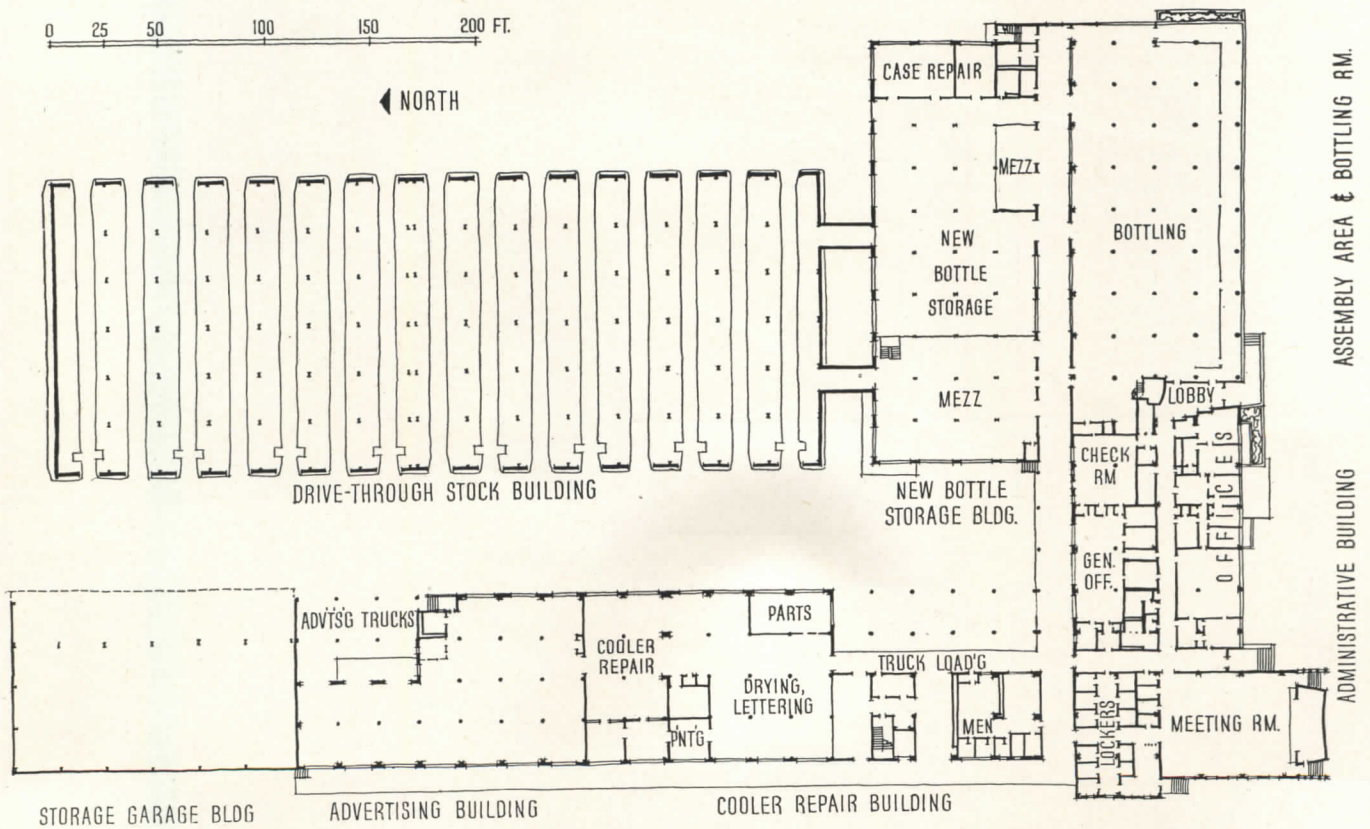 0 25 50 100 150 200 FT.
NORTH
CASE REPAIR
MEZZ
NEW
BOTTLE
STORAGE
BOTTLING
MEZZ
LOBBY
CHECK
RM
OFFICES
GEN.
OFF.
DRIVE-THROUGH STOCK BUILDING
NEW BOTTLE
STORAGE BLDG.
ADVT'S'G TRUCKS
COOLER
REPAIR
PARTS
DRYING,
LETTERING
PNT'G
TRUCK LOAD'G
MEN
LOCKERS
MEETING RM.
STORAGE GARAGE BLDG
ADVERTISING BUILDING
COOLER REPAIR BUILDING
ASSEMBLY AREA & BOTTLING RM.
ADMINISTRATIVE BUILDING